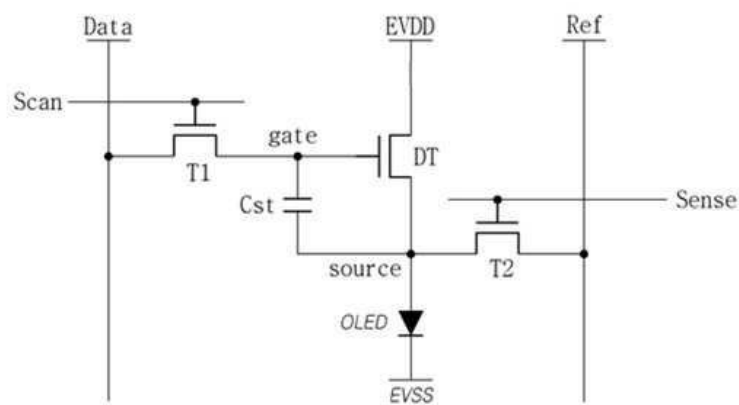 Data EVDD Ref
Scan
gate
T1
DT
Cst
Sense
source
T2
OLED
EVSS